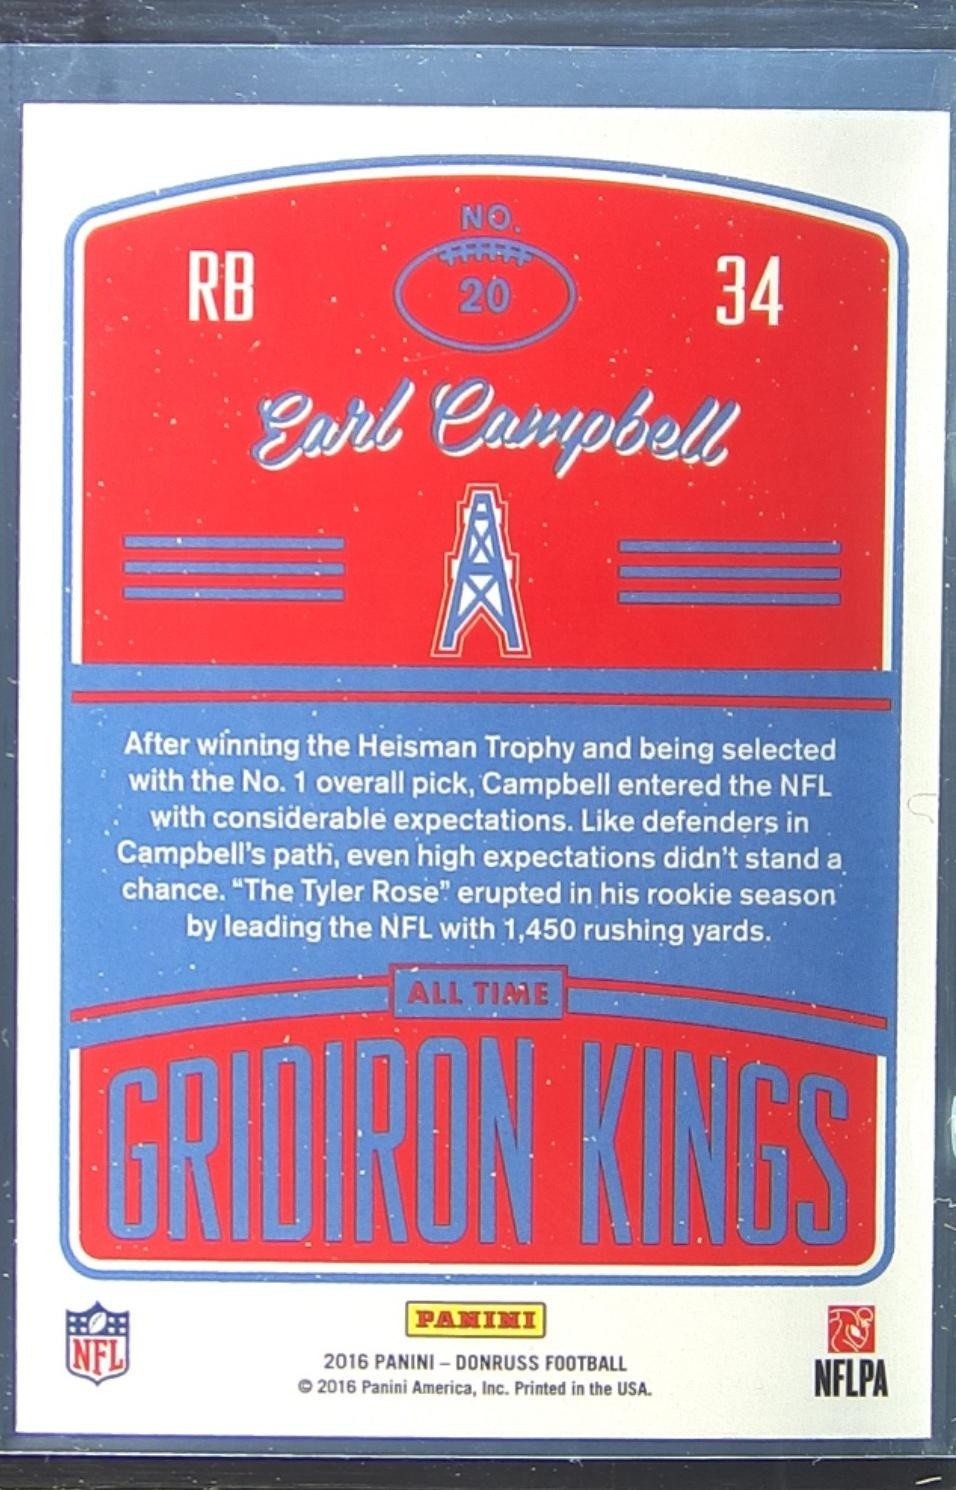 NO.
RB 20 34
Earl Campbell
After winning the Heisman Trophy and being selected
with the No. 1 overall pick, Campbell entered the NFL
with considerable expectations. Like defenders in
Campbell's path, even high expectations didn't stand a
chance. “The Tyler Rose” erupted in his rookie season
by leading the NFL with 1,450 rushing yards.
ALL TIME
GRIDIRON KINGS
NFL
PANINI
2016 PANINI – DONRUSS FOOTBALL
© 2016 Panini America, Inc. Printed in the USA.
NFLPA